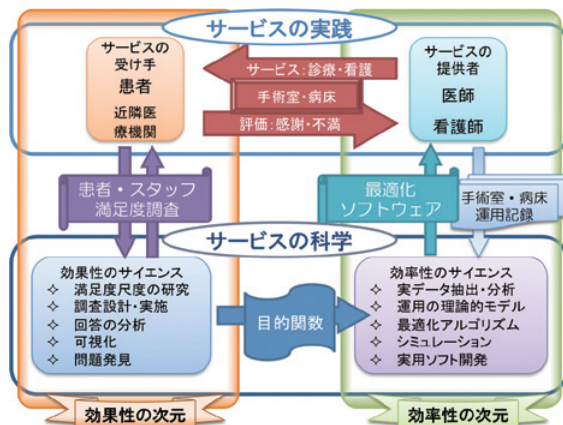 サービスの実践
サービスの
受け手
患者
近隣医
療機関
サービス:診療・看護
手術室・病床
評価:感謝・不満
サービスの
提供者
医師
看護師
患者・スタッフ
満足度調査
最適化
ソフトウェア
手術室・病床
運用記録
サービスの科学
効果性のサイエンス
✧ 満足度尺度の研究
✧ 調査設計・実施
✧ 回答の分析
✧ 可視化
✧ 問題発見
目的関数
効率性のサイエンス
✧ 実データ抽出・分析
✧ 運用の理論的モデル
✧ 最適化アルゴリズム
✧ シミュレーション
✧ 実用ソフト開発
効果性の次元
効率性の次元